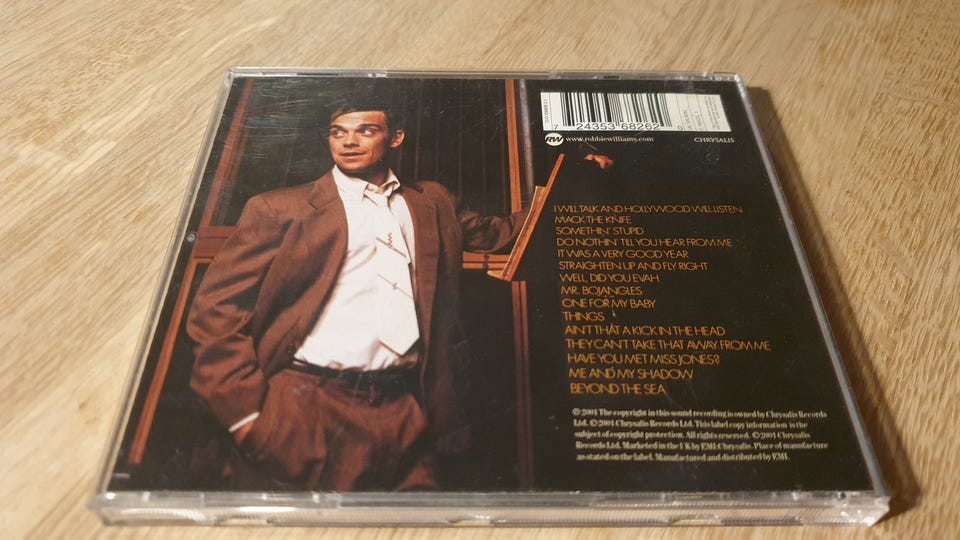 7 24353 68262 0
RW www.robbiewilliams.com CHRYSALIS
I WILL TALK AND HOLLYWOOD WILL LISTEN
MACK THE KNIFE
SOMETHIN' STUPID
DO NOTHIN' TILL YOU HEAR FROM ME
IT WAS A VERY GOOD YEAR
STRAIGHTEN UP AND FLY RIGHT
WELL, DID YOU EVAH
MR. BOJANGLES
ONE FOR MY BABY
THINGS
AIN'T THAT A KICK IN THE HEAD
THEY CAN'T TAKE THAT AWAY FROM ME
HAVE YOU MET MISS JONES?
ME AND MY SHADOW
BEYOND THE SEA
℗ 2001 The copyright in this sound recording is owned by Chrysalis Records
Ltd. © 2001 Chrysalis Records Ltd. This label copy information is the
subject of copyright protection. All rights reserved. © 2001 Chrysalis
Records Ltd. Marketed in the UK by EMI-Chrysalis. Place of manufacture
as stated on the label. Manufactured and distributed by EMI.